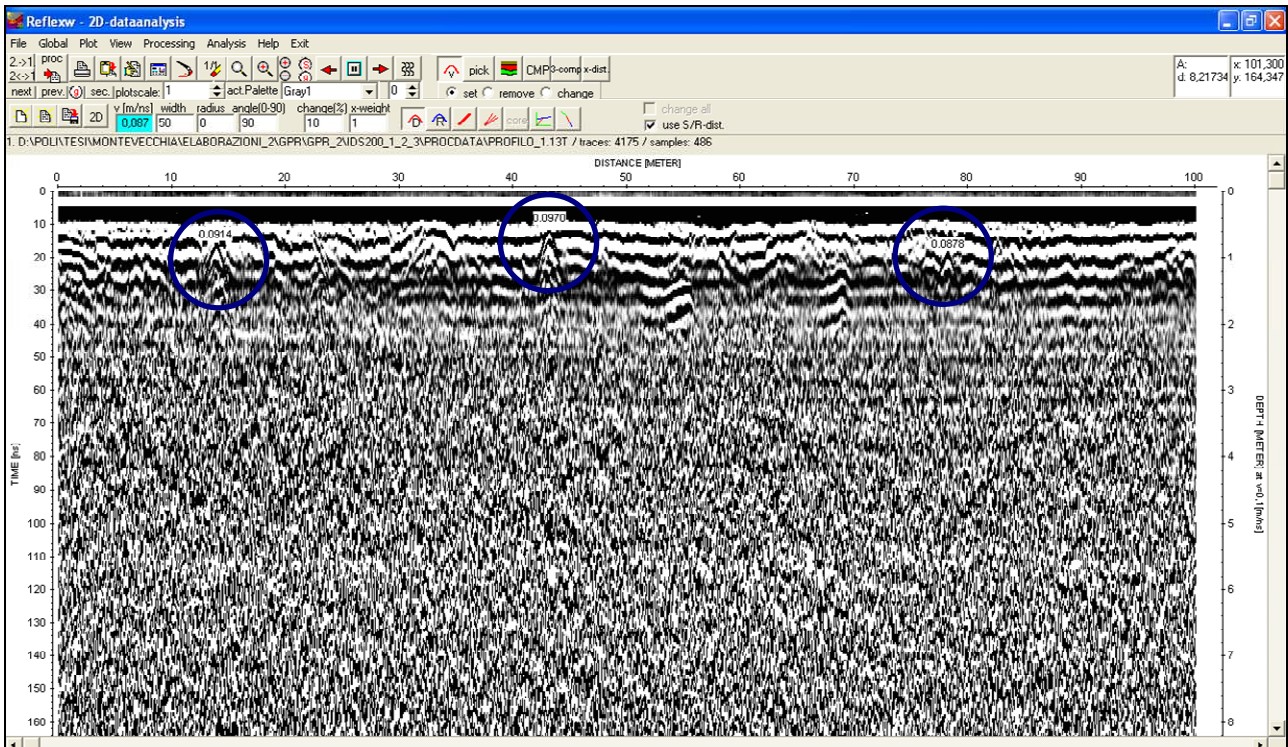 Reflexw - 2D-dataanalysis
File Global Plot View Processing Analysis Help Exit
2.->1 proc
2<->1 1/2 CMP 3-comp x-dist.
pick
next prev. (g) sec. plotscale: 1 act.Palette Gray1 0 set remove change
A: x: 101,300
d: 8,21734 y: 164,347
v [m/ns] width radius angle(0-90) change(%) x-weight
2D 0,087 50 0 90 10 1 core
change all
use S/R-dist.
1. D:\POLI\TESI\MONTEVECCHIA\ELABORAZIONI_2\GPR\GPR_2\IDS200_1_2_3\PROCDATA\PROFILO_1.13T / traces: 4175 / samples: 486
DISTANCE [METER]
0 10 20 30 40 50 60 70 80 90 100
0.0914
0.0970
0.0878
TIME [ns]
0
10
20
30
40
50
60
70
80
90
100
110
120
130
140
150
160
DEPTH [METER] at v=0,1 [m/ns]
0
1
2
3
4
5
6
7
8